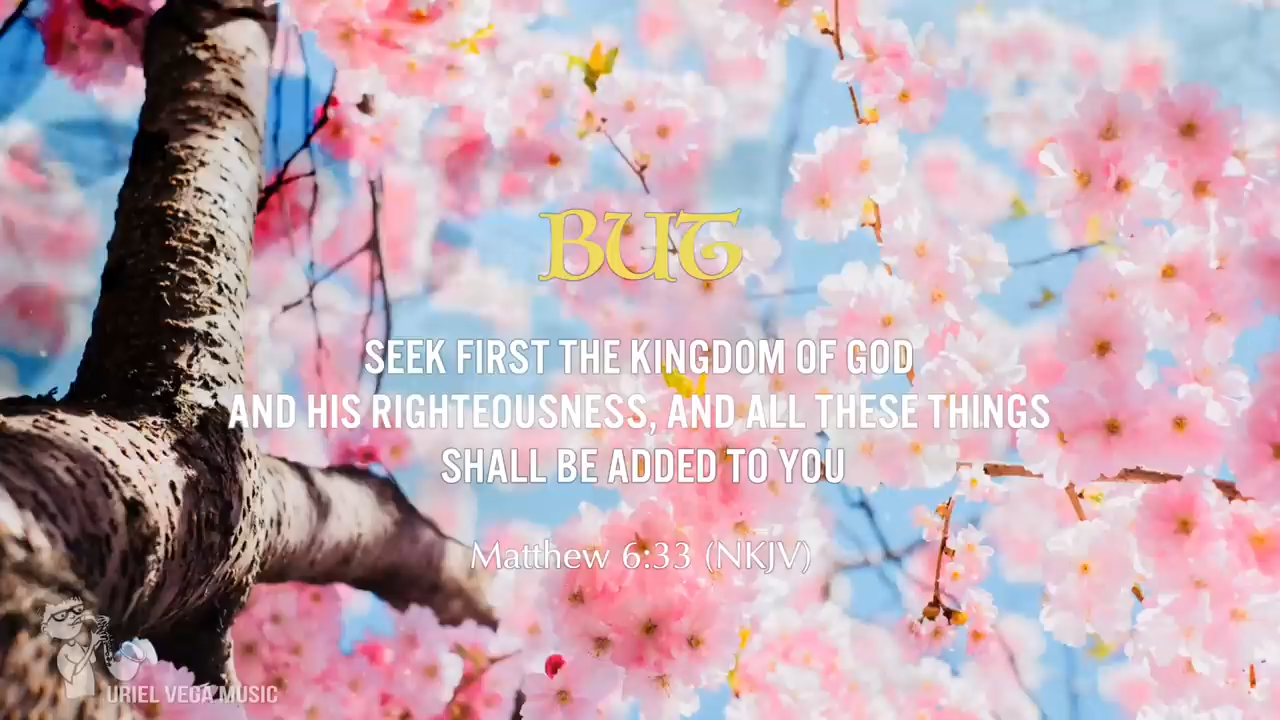 BUT
SEEK FIRST THE KINGDOM OF GOD
AND HIS RIGHTEOUSNESS, AND ALL THESE THINGS
SHALL BE ADDED TO YOU
Matthew 6:33 (NKJV)
URIEL VEGA MUSIC